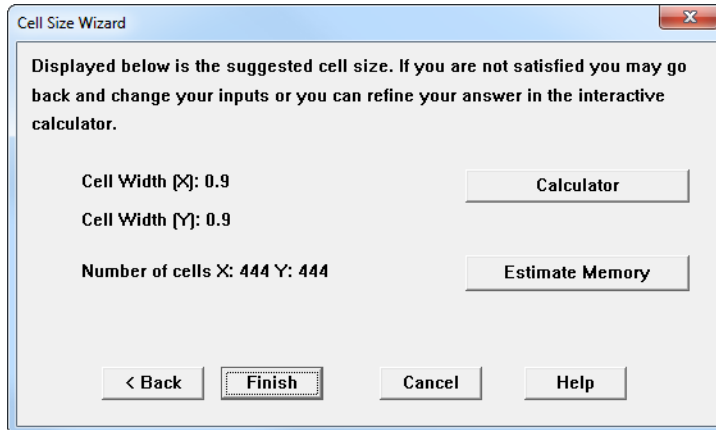 Cell Size Wizard
Displayed below is the suggested cell size. If you are not satisfied you may go
back and change your inputs or you can refine your answer in the interactive
calculator.
Cell Width (X): 0.9
Calculator
Cell Width (Y): 0.9
Number of cells X: 444 Y: 444
Estimate Memory
< Back
Finish
Cancel
Help